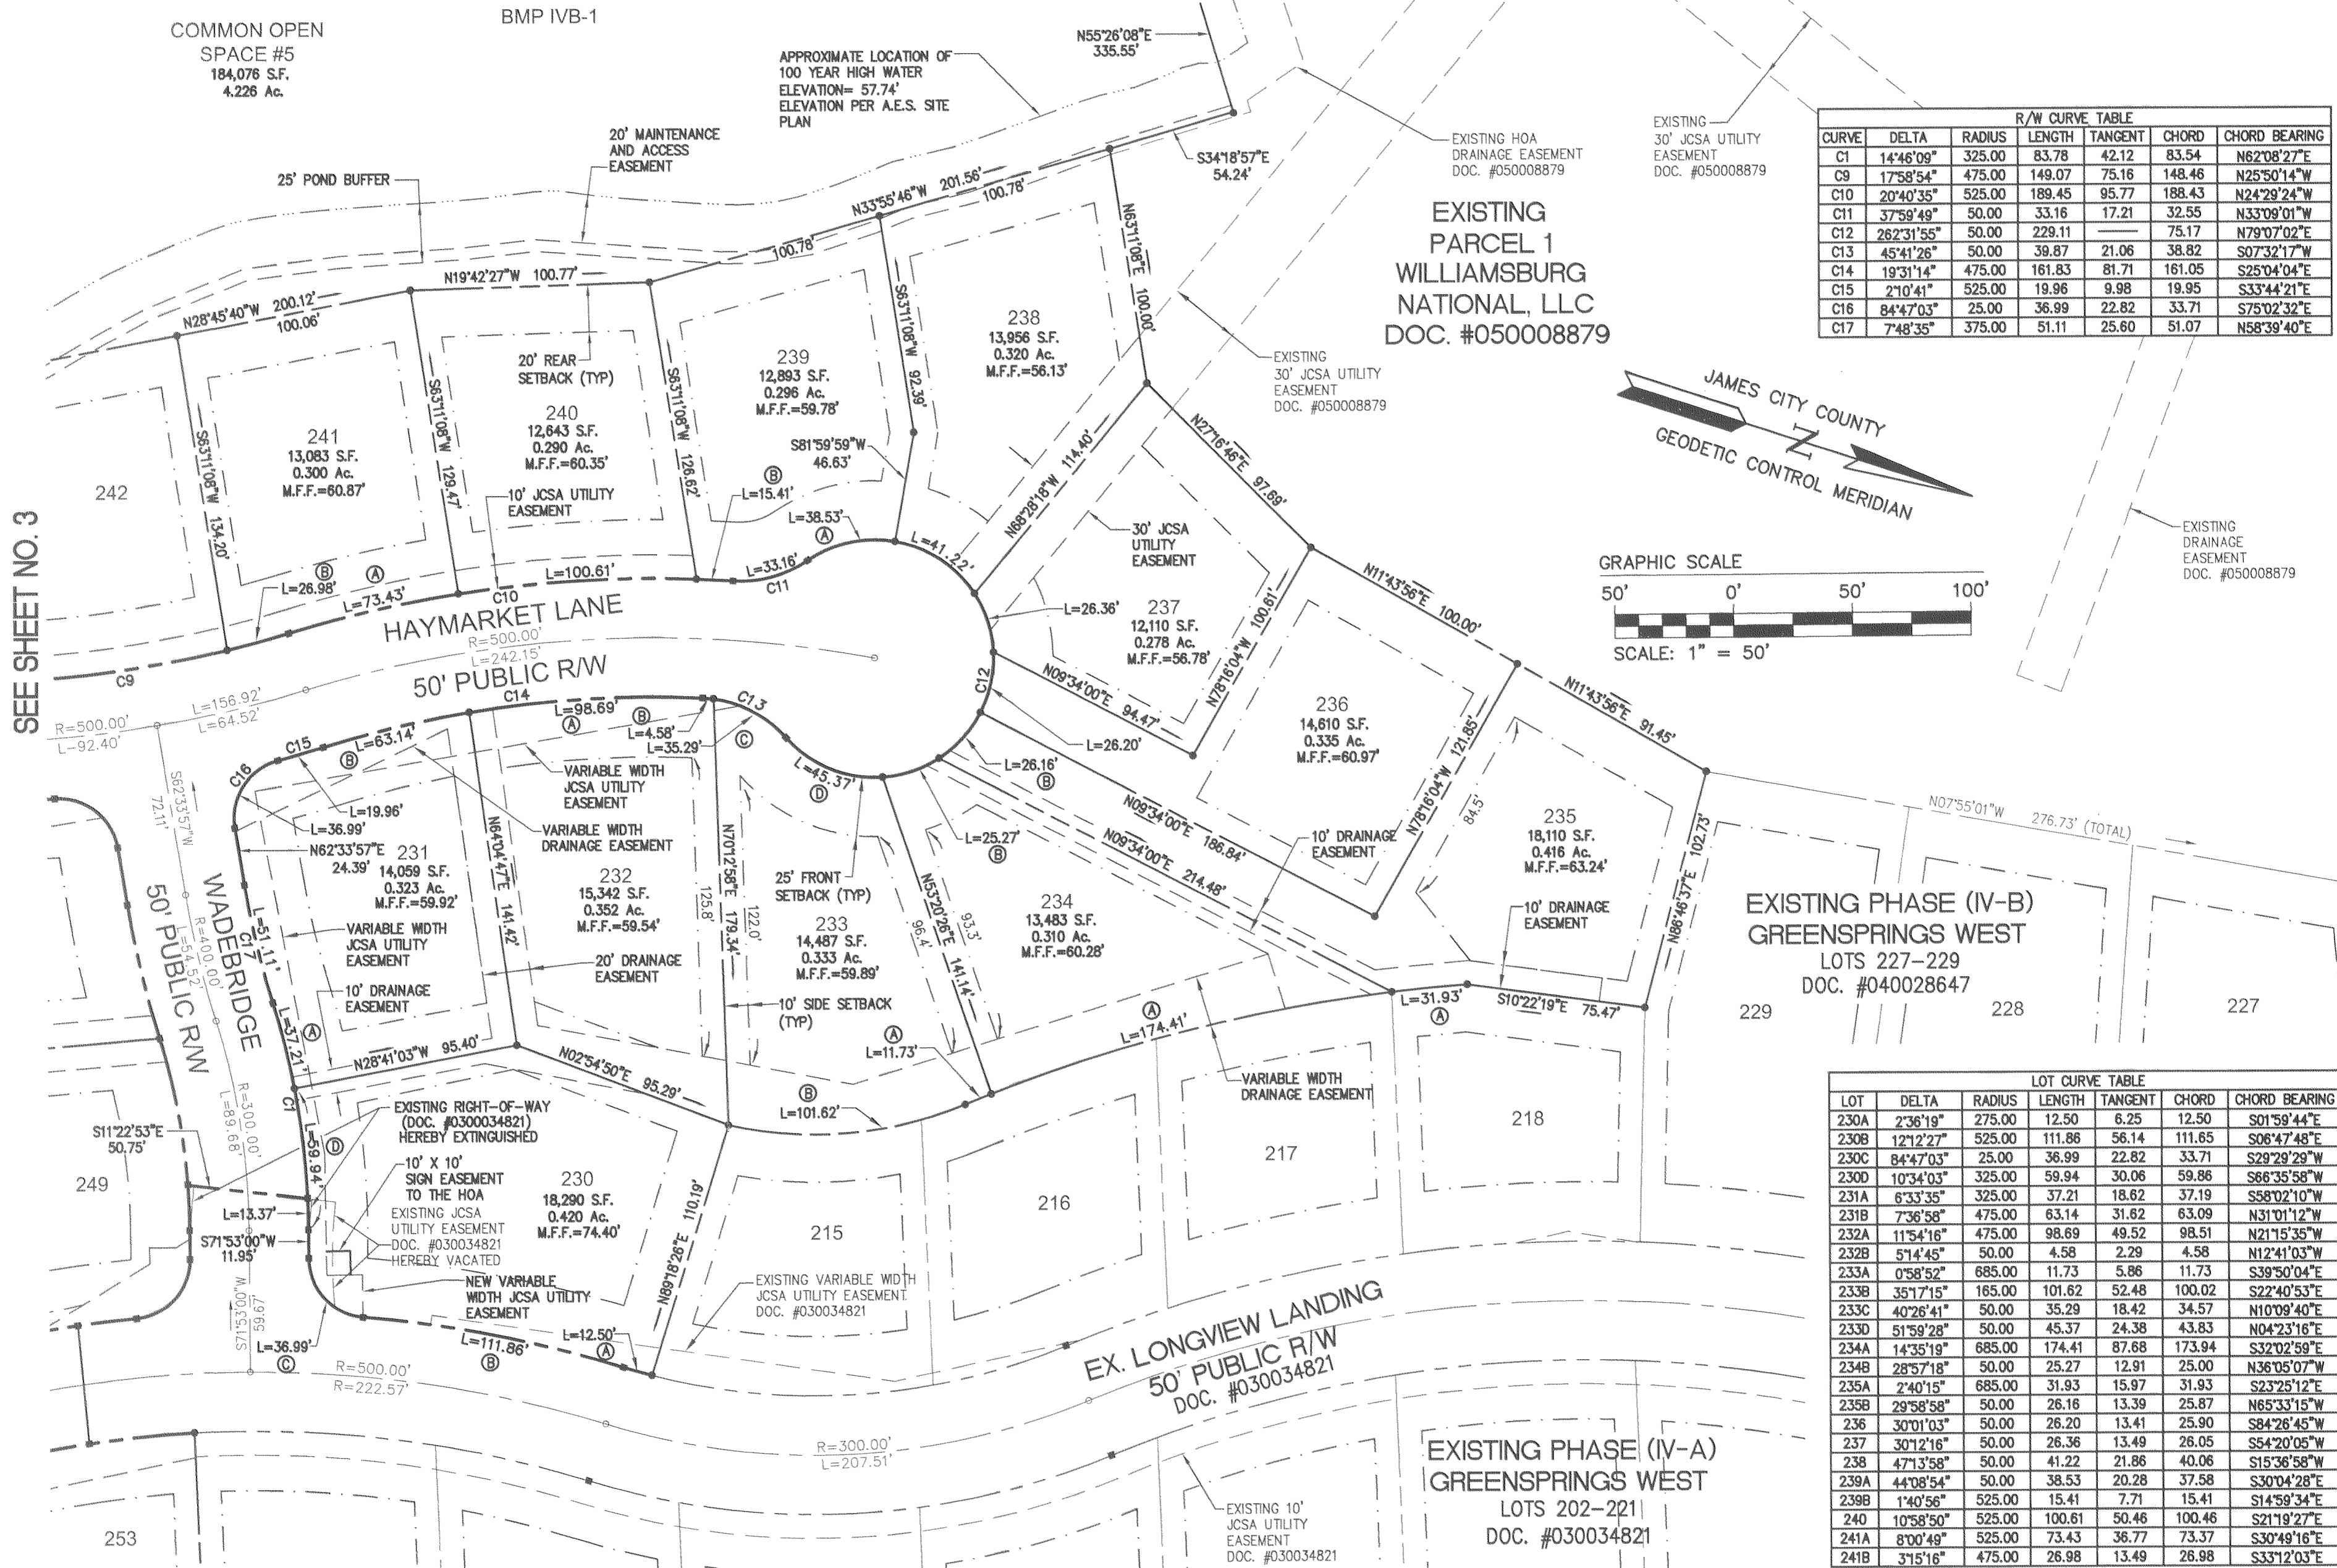 COMMON OPEN
SPACE #5
184,076 S.F.
4.226 Ac.
BMP IVB-1
APPROXIMATE LOCATION OF
100 YEAR HIGH WATER
ELEVATION= 57.74'
ELEVATION PER A.E.S. SITE
PLAN
N55°26'08"E
335.55'
20' MAINTENANCE
AND ACCESS
EASEMENT
25' POND BUFFER
S34°18'57"E
54.24'
EXISTING HOA
DRAINAGE EASEMENT
DOC. #050008879
EXISTING
30' JCSA UTILITY
EASEMENT
DOC. #050008879
R/W CURVE TABLE
CURVE DELTA RADIUS LENGTH TANGENT CHORD CHORD BEARING
C1 14°46'09" 325.00 83.78 42.12 83.54 N62°08'27"E
C9 17°58'54" 475.00 149.07 75.16 148.46 N25°50'14"W
C10 20°40'35" 525.00 189.45 95.77 188.43 N24°29'24"W
C11 37°59'49" 50.00 33.16 17.21 32.55 N33°09'01"W
C12 262°31'55" 50.00 229.11 —— 75.17 N79°07'02"E
C13 45°41'26" 50.00 39.87 21.06 38.82 S07°32'17"W
C14 19°31'14" 475.00 161.83 81.71 161.05 S25°04'04"E
C15 2°10'41" 525.00 19.96 9.98 19.95 S33°44'21"E
C16 84°47'03" 25.00 36.99 22.82 33.71 S75°02'32"E
C17 7°48'35" 375.00 51.11 25.60 51.07 N58°39'40"E
N33°55'46"W 201.56'
100.78'
100.78'
N19°42'27"W 100.77'
N28°45'40"W 200.12'
100.06'
EXISTING
PARCEL 1
WILLIAMSBURG
NATIONAL, LLC
DOC. #050008879
N63°11'08"E 100.00'
238
13,956 S.F.
0.320 Ac.
M.F.F.=56.13'
S63°11'08"W 92.39'
239
12,893 S.F.
0.296 Ac.
M.F.F.=59.78'
20' REAR
SETBACK (TYP)
240
12,643 S.F.
0.290 Ac.
M.F.F.=60.35'
S63°11'08"W 126.62'
S63°11'08"W 129.47'
241
13,083 S.F.
0.300 Ac.
M.F.F.=60.87'
S63°11'08"W 134.20'
242
EXISTING
30' JCSA UTILITY
EASEMENT
DOC. #050008879
JAMES CITY COUNTY
N
GEODETIC CONTROL MERIDIAN
EXISTING
DRAINAGE
EASEMENT
DOC. #050008879
GRAPHIC SCALE
50' 0' 50' 100'
SCALE: 1" = 50'
SEE SHEET NO. 3
S81°59'59"W
46.63'
B
L=15.41'
L=38.53'
A
10' JCSA UTILITY
EASEMENT
L=100.61'
C10
L=33.16'
C11
L=41.22'
N68°28'18"W 114.40'
N27°16'46"E 97.69'
30' JCSA
UTILITY
EASEMENT
237
12,110 S.F.
0.278 Ac.
M.F.F.=56.78'
L=26.36'
N78°16'04"W 100.61'
N11°43'56"E 100.00'
N11°43'56"E 91.45'
B
A
L=26.98'
L=73.43'
HAYMARKET LANE
R=500.00'
L=242.15'
50' PUBLIC R/W
C9
L=156.92'
L=64.52'
R=500.00'
L-92.40'
C12
N09°34'00"E 94.47'
L=26.20'
L=26.16'
B
236
14,610 S.F.
0.335 Ac.
M.F.F.=60.97'
N78°16'04"W 121.85'
84.5'
235
18,110 S.F.
0.416 Ac.
M.F.F.=63.24'
C14
L=98.69'
A
B
L=4.58'
C13
L=35.29'
C
L=45.37'
D
C15
L=63.14'
B
C16
L=19.96'
L=36.99'
VARIABLE WIDTH
JCSA UTILITY
EASEMENT
VARIABLE WIDTH
DRAINAGE EASEMENT
N62°33'57"E
24.39'
231
14,059 S.F.
0.323 Ac.
M.F.F.=59.92'
N64°04'47"E 141.42'
232
15,342 S.F.
0.352 Ac.
M.F.F.=59.54'
125.8'
N70°12'58"E 179.34'
122.0'
25' FRONT
SETBACK (TYP)
233
14,487 S.F.
0.333 Ac.
M.F.F.=59.89'
96.4'
N53°20'26"E 141.14'
93.3'
L=25.27'
B
234
13,483 S.F.
0.310 Ac.
M.F.F.=60.28'
N09°34'00"E 186.84'
N09°34'00"E 214.48'
10' DRAINAGE
EASEMENT
10' DRAINAGE
EASEMENT
N86°46'37"E 102.73'
N07°55'01"W 276.73' (TOTAL)
EXISTING PHASE (IV-B)
GREENSPRINGS WEST
LOTS 227-229
DOC. #040028647
229
228
227
S62°33'57"W
72.11'
WADEBRIDGE
50' PUBLIC R/W
R=400.00'
L=54.52'
L=51.11'
C17
VARIABLE WIDTH
JCSA UTILITY
EASEMENT
10' DRAINAGE
EASEMENT
20' DRAINAGE
EASEMENT
10' SIDE SETBACK
(TYP)
A
L=37.21'
N28°41'03"W 95.40'
N02°54'50"E 95.29'
A
L=11.73'
B
L=101.62'
A
L=174.41'
L=31.93'
A
S10°22'19"E 75.47'
VARIABLE WIDTH
DRAINAGE EASEMENT
C1
R=300.00'
L=89.68'
S11°22'53"E
50.75'
EXISTING RIGHT-OF-WAY
(DOC. #0300034821)
HEREBY EXTINGUISHED
D
L=59.94'
10' X 10'
SIGN EASEMENT
TO THE HOA
EXISTING JCSA
UTILITY EASEMENT
DOC. #030034821
HEREBY VACATED
230
18,290 S.F.
0.420 Ac.
M.F.F.=74.40'
249
L=13.37'
S71°53'00"W
11.95'
NEW VARIABLE
WIDTH JCSA UTILITY
EASEMENT
N89°18'26"E 110.19'
EXISTING VARIABLE WIDTH
JCSA UTILITY EASEMENT
DOC. #030034821
215
216
217
218
S71°53'00"W
59.67'
L=36.99'
C
L=111.86'
B
L=12.50'
A
R=500.00'
R=222.57'
EX. LONGVIEW LANDING
50' PUBLIC R/W
DOC. #030034821
R=300.00'
L=207.51'
253
EXISTING 10'
JCSA UTILITY
EASEMENT
DOC. #030034821
EXISTING PHASE (IV-A)
GREENSPRINGS WEST
LOTS 202-221
DOC. #030034821
LOT CURVE TABLE
LOT DELTA RADIUS LENGTH TANGENT CHORD CHORD BEARING
230A 2°36'19" 275.00 12.50 6.25 12.50 S01°59'44"E
230B 12°12'27" 525.00 111.86 56.14 111.65 S06°47'48"E
230C 84°47'03" 25.00 36.99 22.82 33.71 S29°29'29"W
230D 10°34'03" 325.00 59.94 30.06 59.86 S66°35'58"W
231A 6°33'35" 325.00 37.21 18.62 37.19 S58°02'10"W
231B 7°36'58" 475.00 63.14 31.62 63.09 N31°01'12"W
232A 11°54'16" 475.00 98.69 49.52 98.51 N21°15'35"W
232B 5°14'45" 50.00 4.58 2.29 4.58 N12°41'03"W
233A 0°58'52" 685.00 11.73 5.86 11.73 S39°50'04"E
233B 35°17'15" 165.00 101.62 52.48 100.02 S22°40'53"E
233C 40°26'41" 50.00 35.29 18.42 34.57 N10°09'40"E
233D 51°59'28" 50.00 45.37 24.38 43.83 N04°23'16"E
234A 14°35'19" 685.00 174.41 87.68 173.94 S32°02'59"E
234B 28°57'18" 50.00 25.27 12.91 25.00 N36°05'07"W
235A 2°40'15" 685.00 31.93 15.97 31.93 S23°25'12"E
235B 29°58'58" 50.00 26.16 13.39 25.87 N65°33'15"W
236 30°01'03" 50.00 26.20 13.41 25.90 S84°26'45"W
237 30°12'16" 50.00 26.36 13.49 26.05 S54°20'05"W
238 47°13'58" 50.00 41.22 21.86 40.06 S15°36'58"W
239A 44°08'54" 50.00 38.53 20.28 37.58 S30°04'28"E
239B 1°40'56" 525.00 15.41 7.71 15.41 S14°59'34"E
240 10°58'50" 525.00 100.61 50.46 100.46 S21°19'27"E
241A 8°00'49" 525.00 73.43 36.77 73.37 S30°49'16"E
241B 3°15'16" 475.00 26.98 13.49 26.98 S33°12'03"E